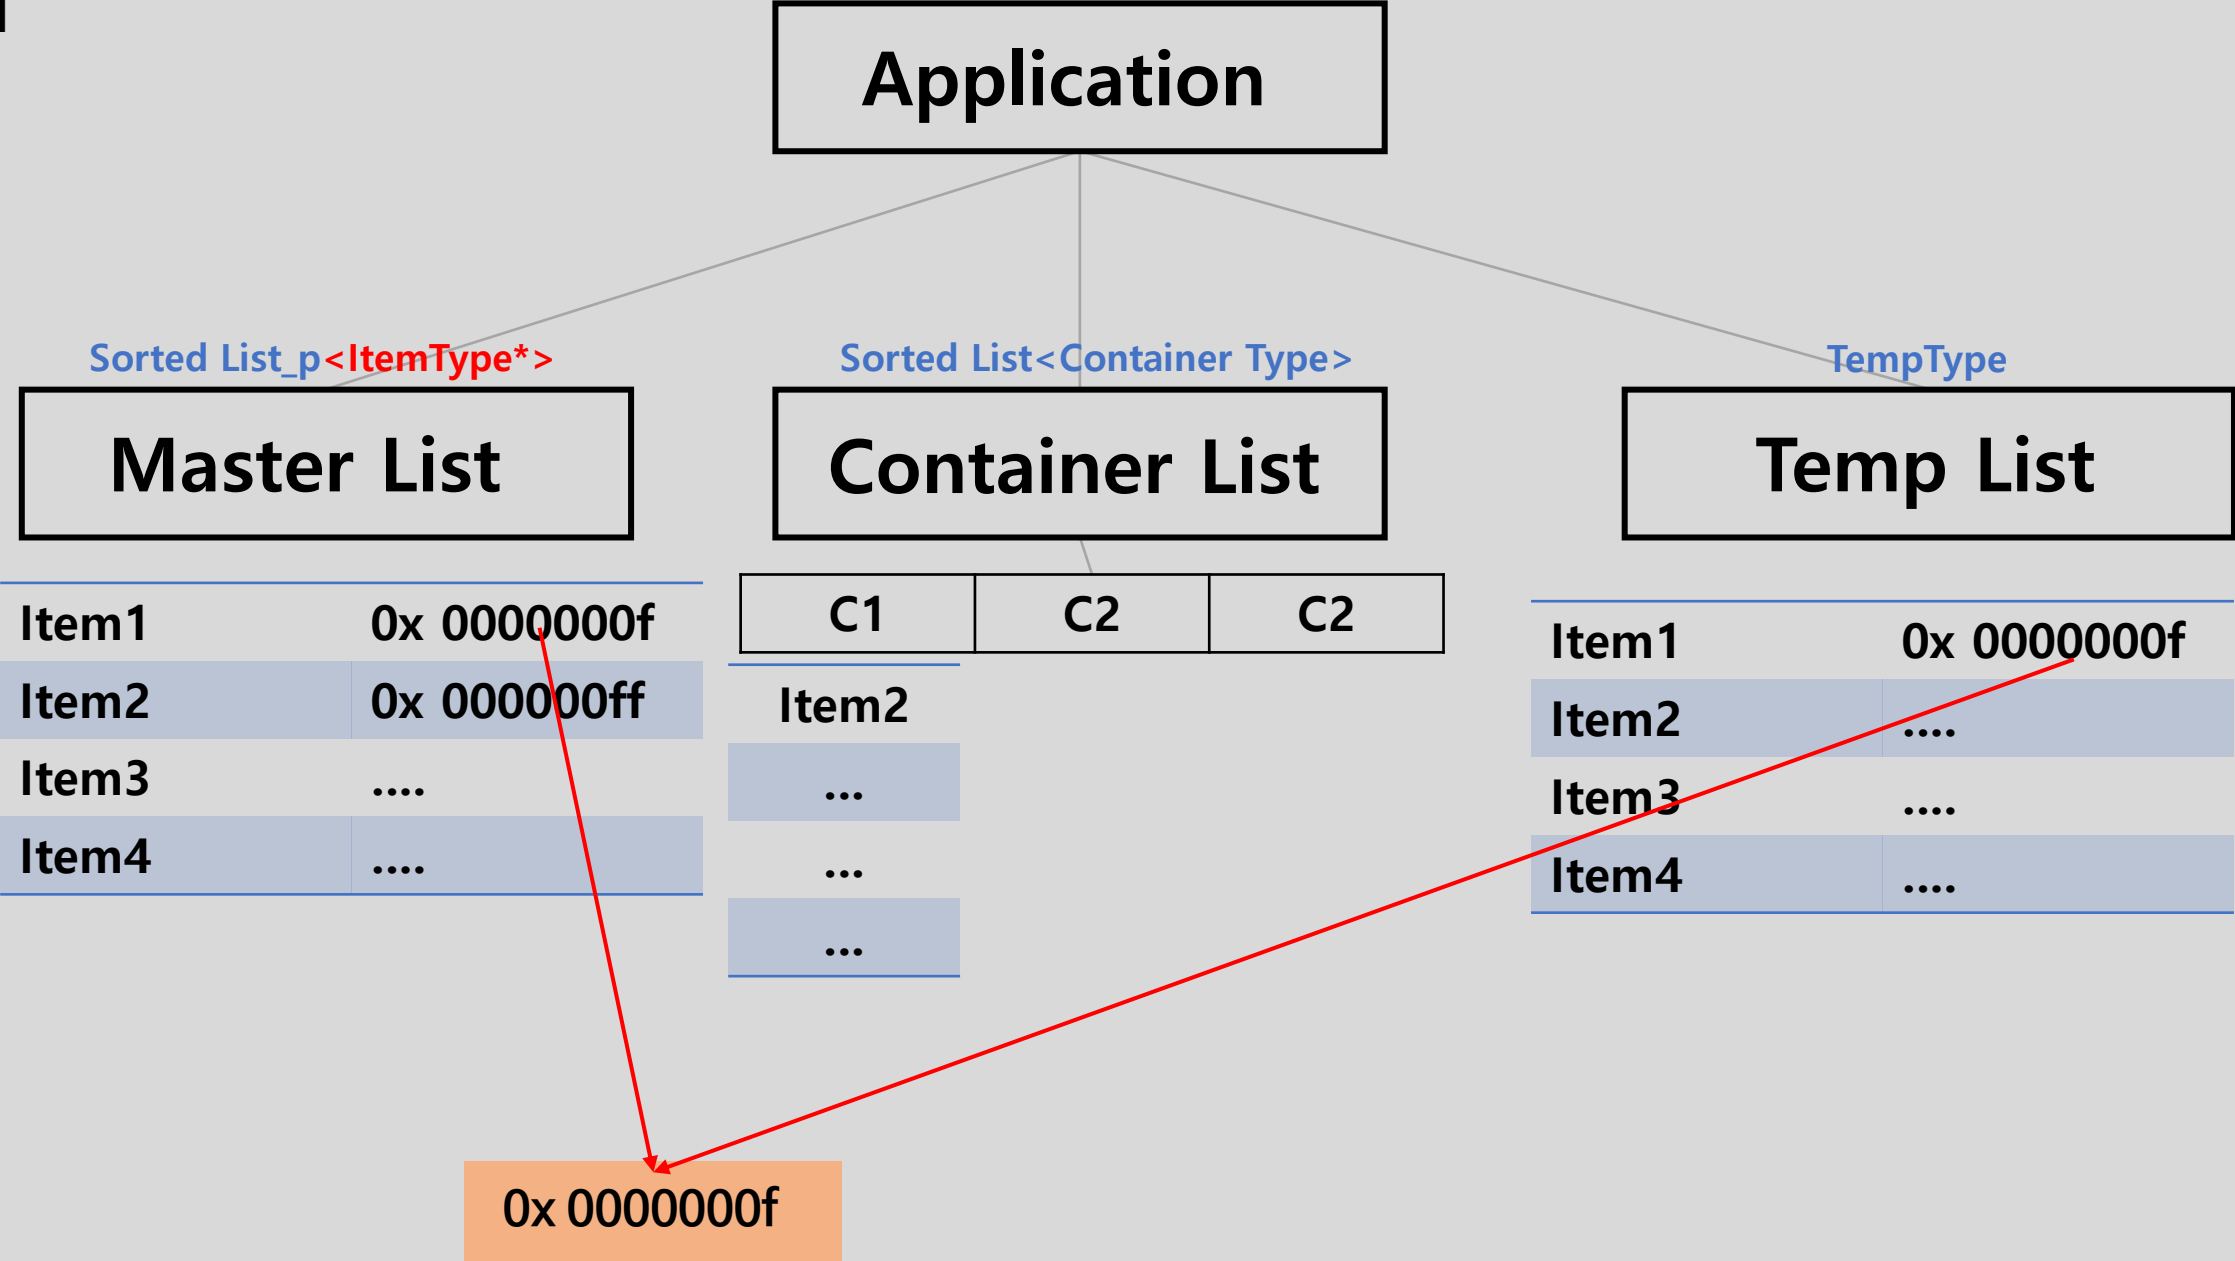 Application
Sorted List_p<ItemType*>
Sorted List<Container Type>
TempType
Master List
Container List
Temp List
Item1 0x 0000000f
Item2 0x 000000ff
Item3 ....
Item4 ....
C1 C2 C2
Item2
...
...
...
Item1 0x 0000000f
Item2 ....
Item3 ....
Item4 ....
0x 0000000f